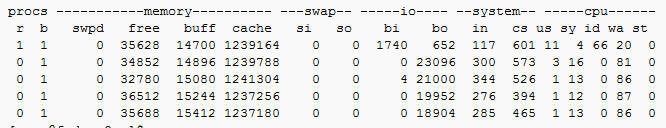 procs -----------memory---------- ---swap-- -----io---- --system-- -----cpu------
 r  b   swpd   free   buff  cache   si   so    bi    bo   in   cs us sy id wa st
 1  1      0  35628  14700 1239164    0    0  1740   652  117  601 11  4 66 20  0
 0  1      0  34852  14896 1239788    0    0     0 23096  300  573  3 16  0 81  0
 0  1      0  32780  15080 1241304    0    0     4 21000  344  526  1 13  0 86  0
 0  1      0  36512  15244 1237256    0    0     0 19952  276  394  1 12  0 87  0
 0  1      0  35688  15412 1237180    0    0     0 18904  285  465  1 13  0 86  0